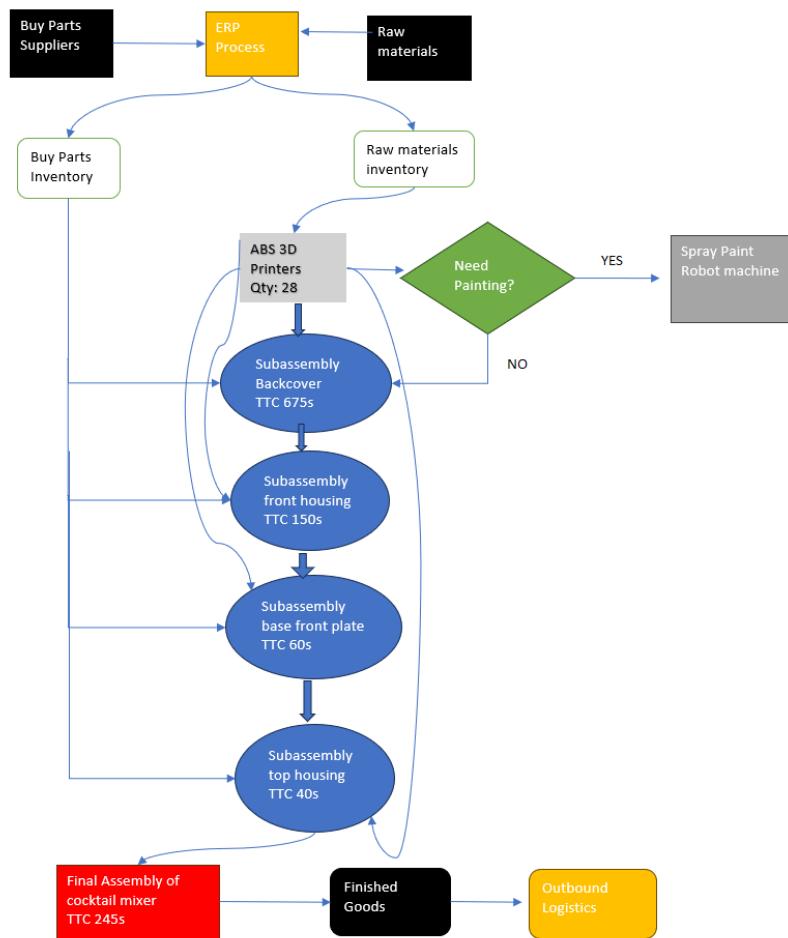 Buy Parts
Suppliers
ERP
Process
Raw
materials
Buy Parts
Inventory
Raw materials
inventory
ABS 3D
Printers
Qty: 28
Need
Painting?
YES
Spray Paint
Robot machine
NO
Subassembly
Backcover
TTC 675s
Subassembly
front housing
TTC 150s
Subassembly
base front plate
TTC 60s
Subassembly
top housing
TTC 40s
Final Assembly of
cocktail mixer
TTC 245s
Finished
Goods
Outbound
Logistics